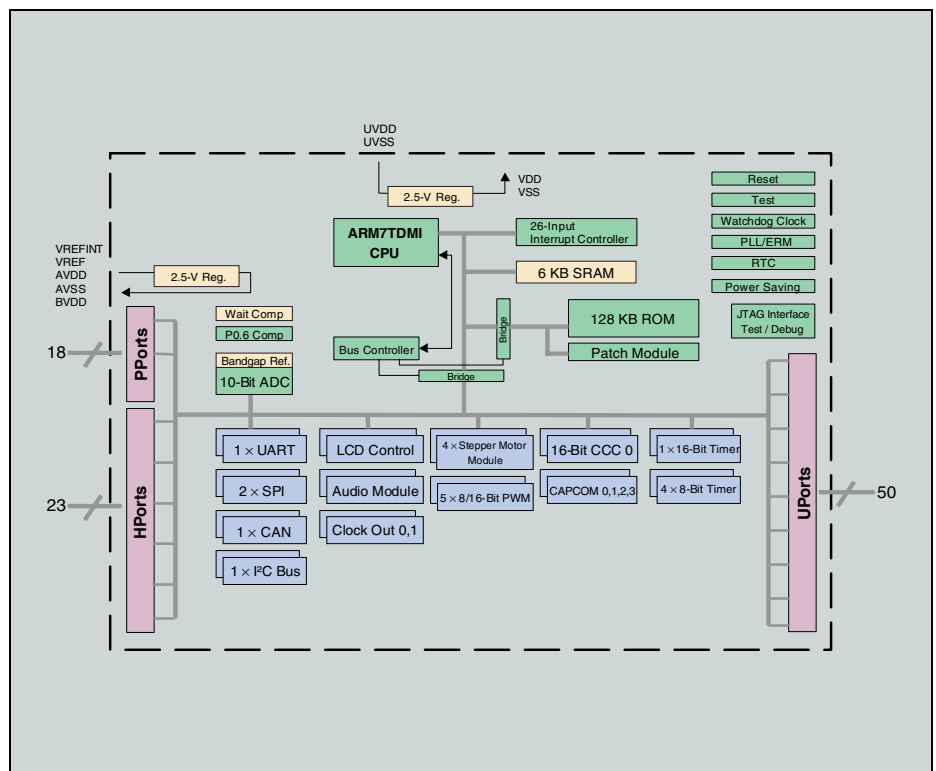 UVDD
UVSS
2.5-V Reg.
VDD
VSS
Reset
Test
Watchdog Clock
PLL/ERM
RTC
Power Saving
JTAG Interface
Test / Debug
ARM7TDMI
CPU
26-Input
Interrupt Controller
6 KB SRAM
VREFINT
VREF
AVDD
AVSS
BVDD
2.5-V Reg.
Wait Comp
P0.6 Comp
Bandgap Ref.
10-Bit ADC
Bus Controller
Bridge
Bridge
128 KB ROM
Patch Module
18
PPorts
23
HPorts
UPorts
50
1 × UART
LCD Control
4 × Stepper Motor
Module
16-Bit CCC 0
1 × 16-Bit Timer
2 × SPI
Audio Module
5 × 8/16-Bit PWM
CAPCOM 0,1,2,3
4 × 8-Bit Timer
1 × CAN
Clock Out 0,1
1 × I²C Bus